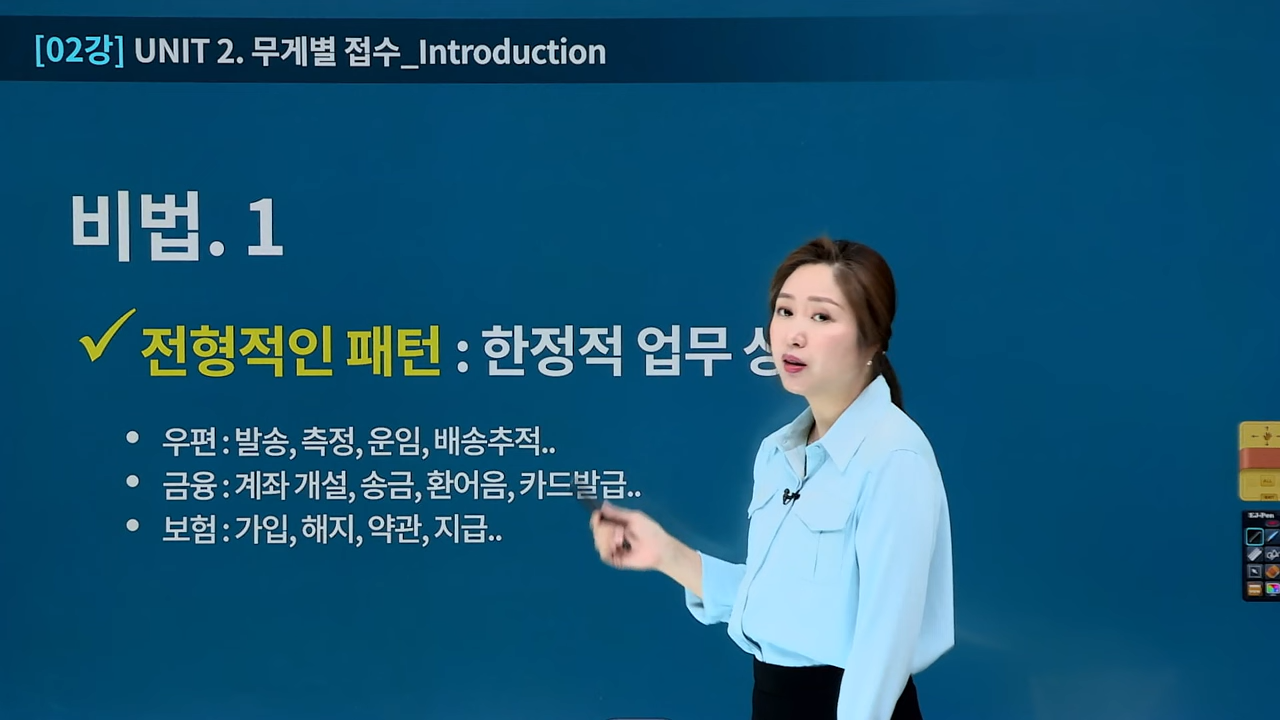 [02강] UNIT 2. 무게별 접수_Introduction
비법. 1
✓ 전형적인 패턴 : 한정적 업무
• 우편 : 발송, 측정, 운임, 배송추적..
• 금융 : 계좌 개설, 송금, 환어음, 카드발급..
• 보험 : 가입, 해지, 약관, 지급..